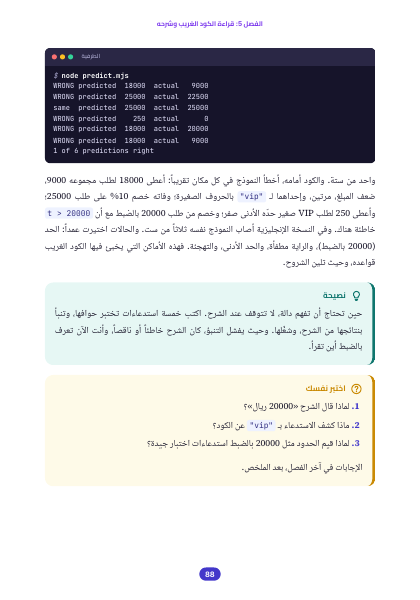 الفصل 5: قراءة الكود الغريب وشرحه
الطرفية
$ node predict.mjs
WRONG predicted 18000 actual 9000
WRONG predicted 25000 actual 22500
same predicted 25000 actual 25000
WRONG predicted 250 actual 0
WRONG predicted 18000 actual 20000
WRONG predicted 18000 actual 9000
1 of 6 predictions right
واحد من ستة. والكود أمامه، أخطأ النموذج في كل مكان تقريباً: أعطى 18000 لطلب مجموعه 9000,
ضعف المبلغ، مرتين، وإحداهما لـ "vip" بالحروف الصغيرة؛ وفاته خصم 10% على طلب 25000;
وأعطى 250 لطلب VIP صغير حدّه الأدنى صفر؛ وخصم من طلب 20000 بالضبط مع أن t > 20000
خاطئة هناك. وفي النسخة الإنجليزية أصاب النموذج نفسه ثلاثاً من ست. والحالات اختيرت عمداً: الحد
(20000 بالضبط)، والراية مطفأة، والحد الأدنى، والتهجئة. فهذه الأماكن التي يخبئ فيها الكود الغريب
قواعده، وحيث تلين الشروح.
نصيحة
حين تحتاج أن تفهم دالة، لا تتوقف عند الشرح. اكتب خمسة استدعاءات تختبر حوافها، وتنبأ
بنتائجها من الشرح، وشغّلها. وحيث يفشل التنبؤ، كان الشرح خاطئاً أو ناقصاً، وأنت الآن تعرف
بالضبط أين تقرأ.
اختبر نفسك
1. لماذا قال الشرح «20000 ريال»؟
2. ماذا كشف الاستدعاء بـ "vip" عن الكود؟
3. لماذا قيم الحدود مثل 20000 بالضبط استدعاءات اختبار جيدة؟
الإجابات في آخر الفصل، بعد الملخص.
88